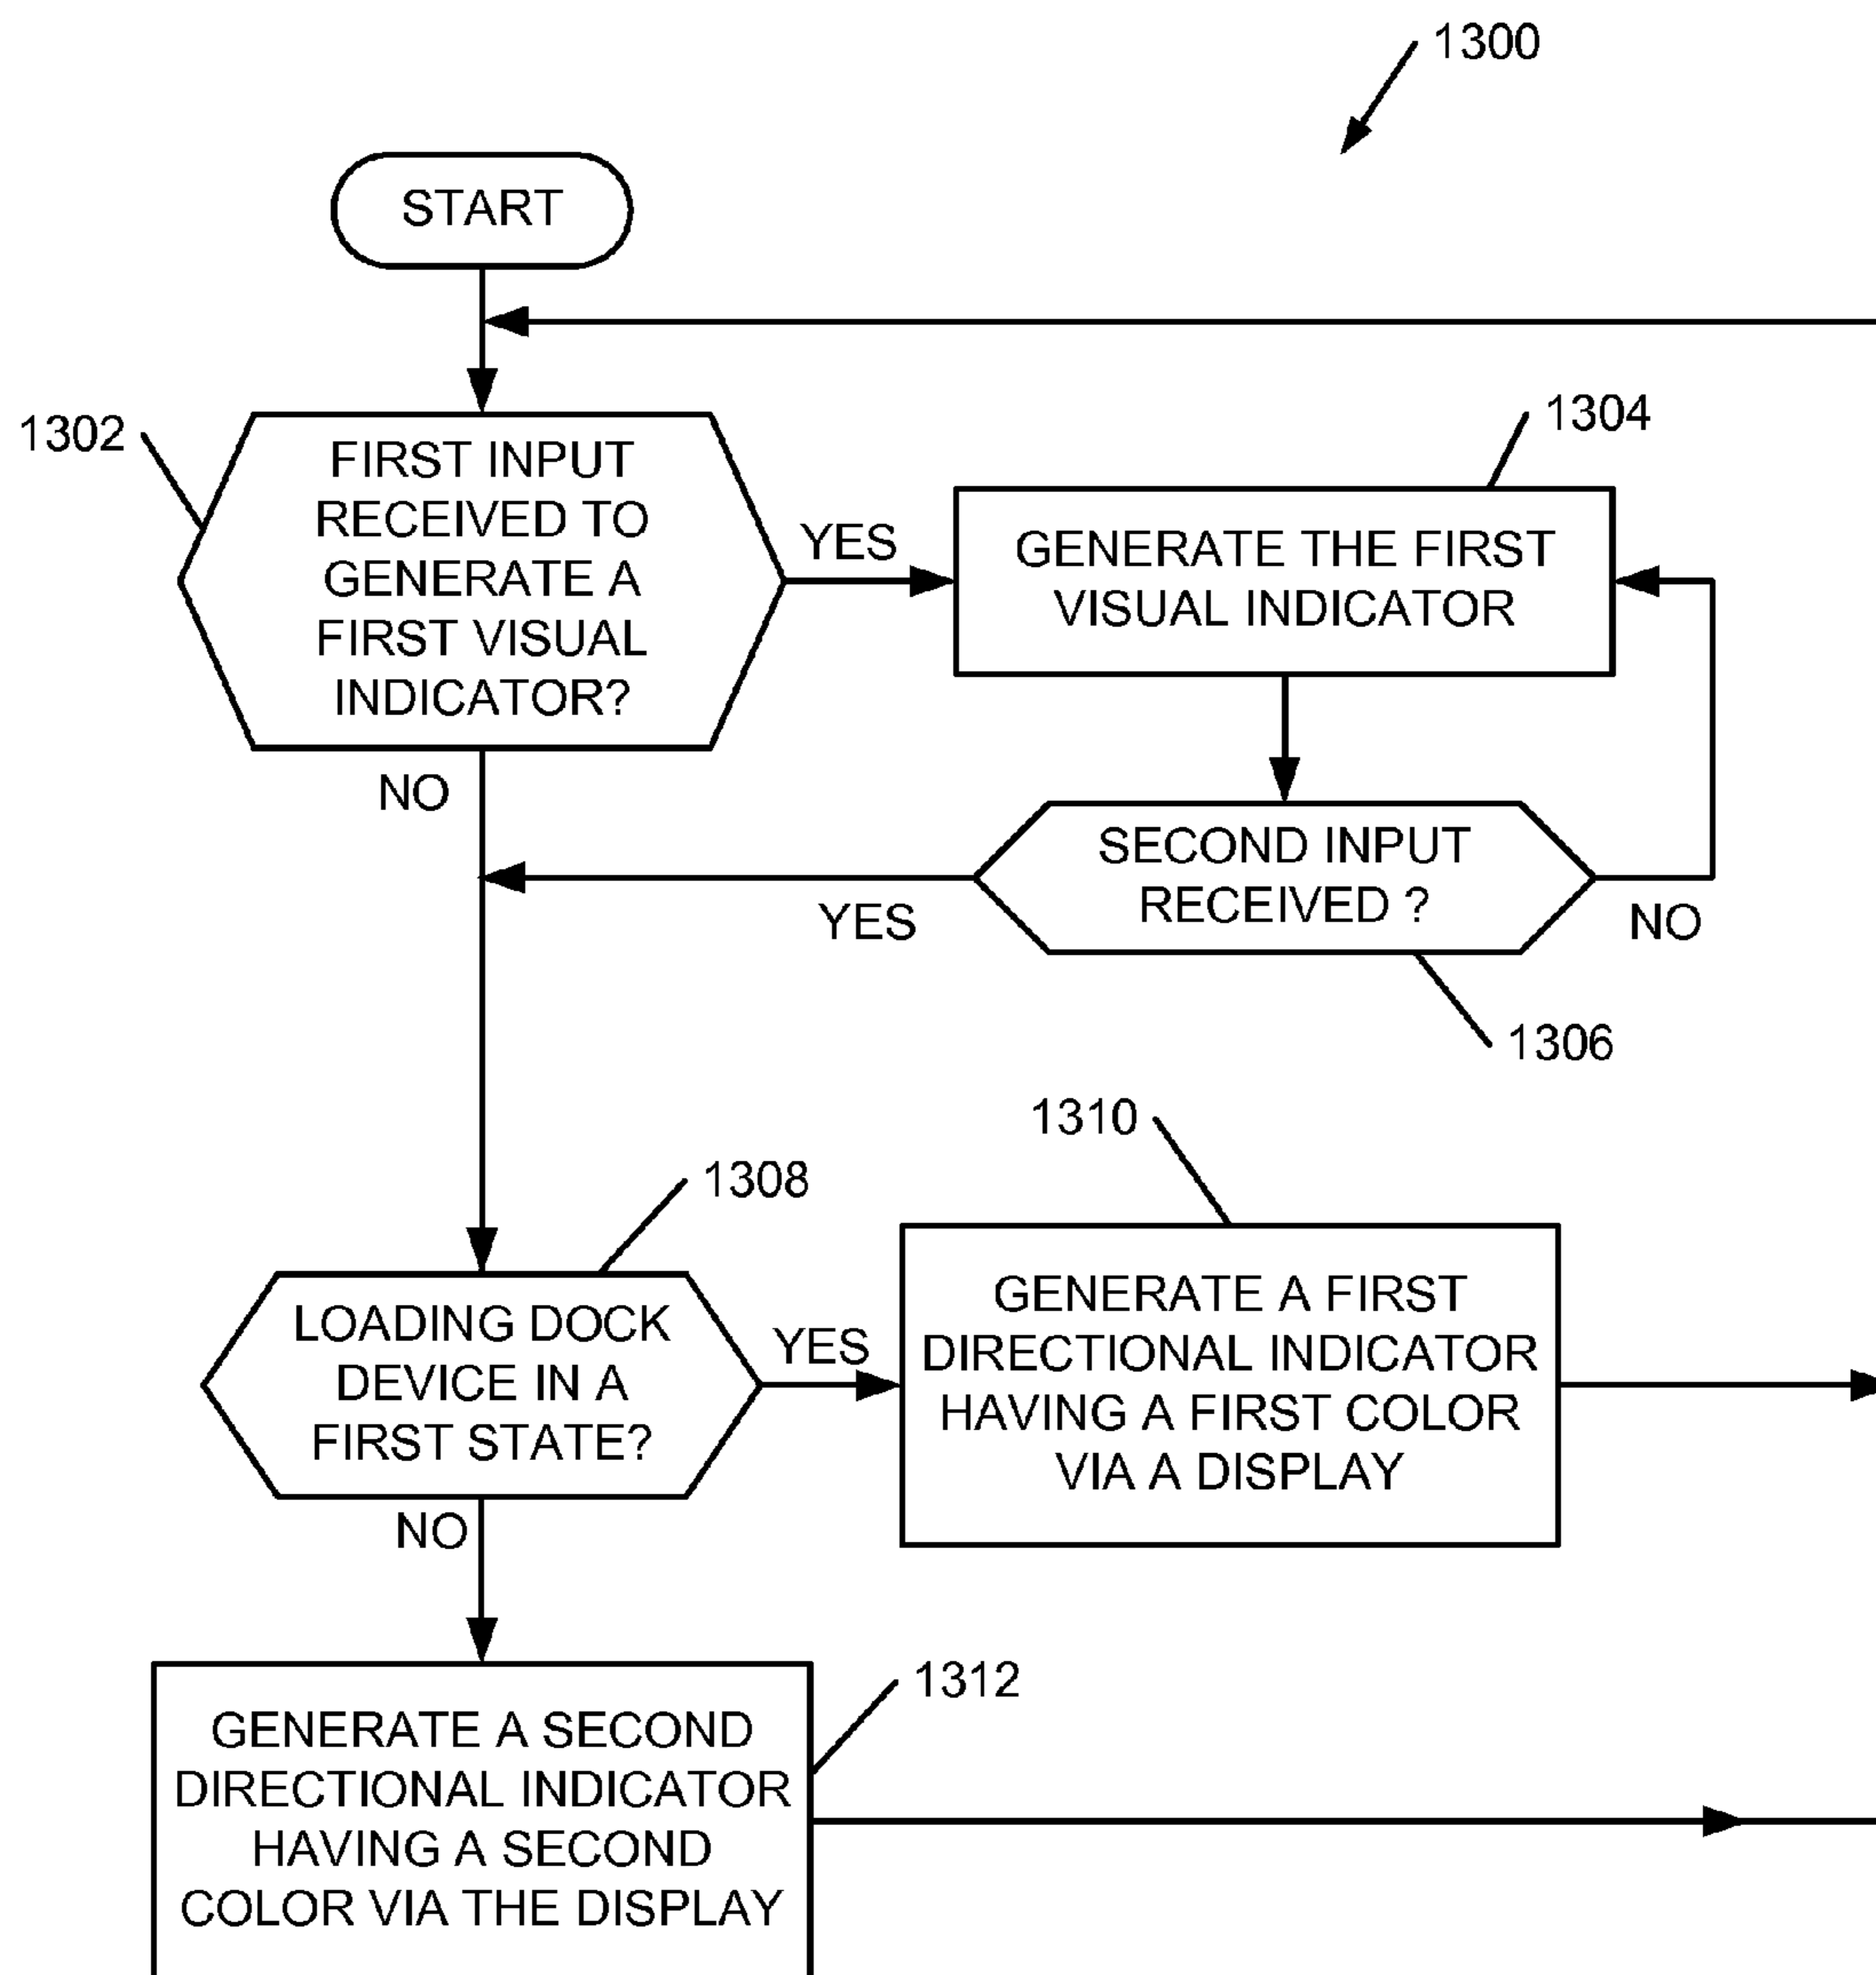 1300
START
1302
FIRST INPUT
RECEIVED TO
GENERATE A
FIRST VISUAL
INDICATOR?
YES
1304
GENERATE THE FIRST
VISUAL INDICATOR
NO
SECOND INPUT
RECEIVED ?
YES
NO
1306
1310
1308
LOADING DOCK
DEVICE IN A
FIRST STATE?
YES
GENERATE A FIRST
DIRECTIONAL INDICATOR
HAVING A FIRST COLOR
VIA A DISPLAY
NO
1312
GENERATE A SECOND
DIRECTIONAL INDICATOR
HAVING A SECOND
COLOR VIA THE DISPLAY